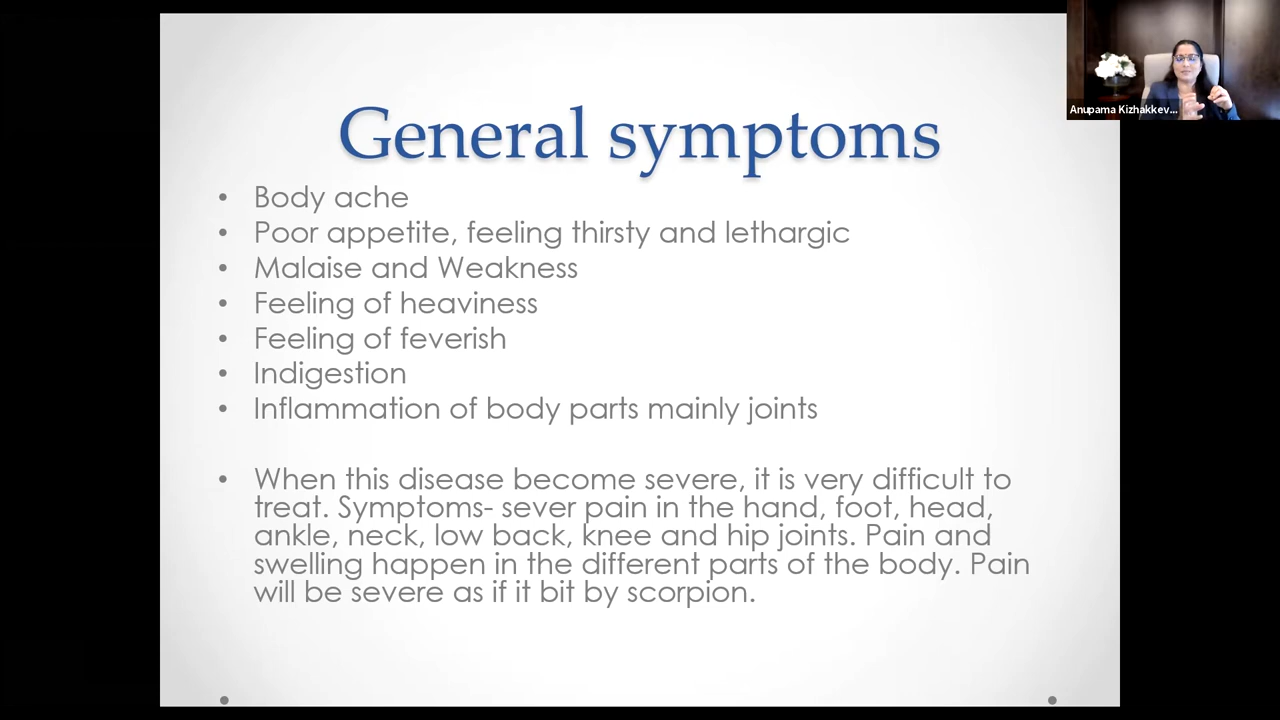 General symptoms
Anupama Kizhakkev...
• Body ache
• Poor appetite, feeling thirsty and lethargic
• Malaise and Weakness
• Feeling of heaviness
• Feeling of feverish
• Indigestion
• Inflammation of body parts mainly joints
• When this disease become severe, it is very difficult to
treat. Symptoms- sever pain in the hand, foot, head,
ankle, neck, low back, knee and hip joints. Pain and
swelling happen in the different parts of the body. Pain
will be severe as if it bit by scorpion.